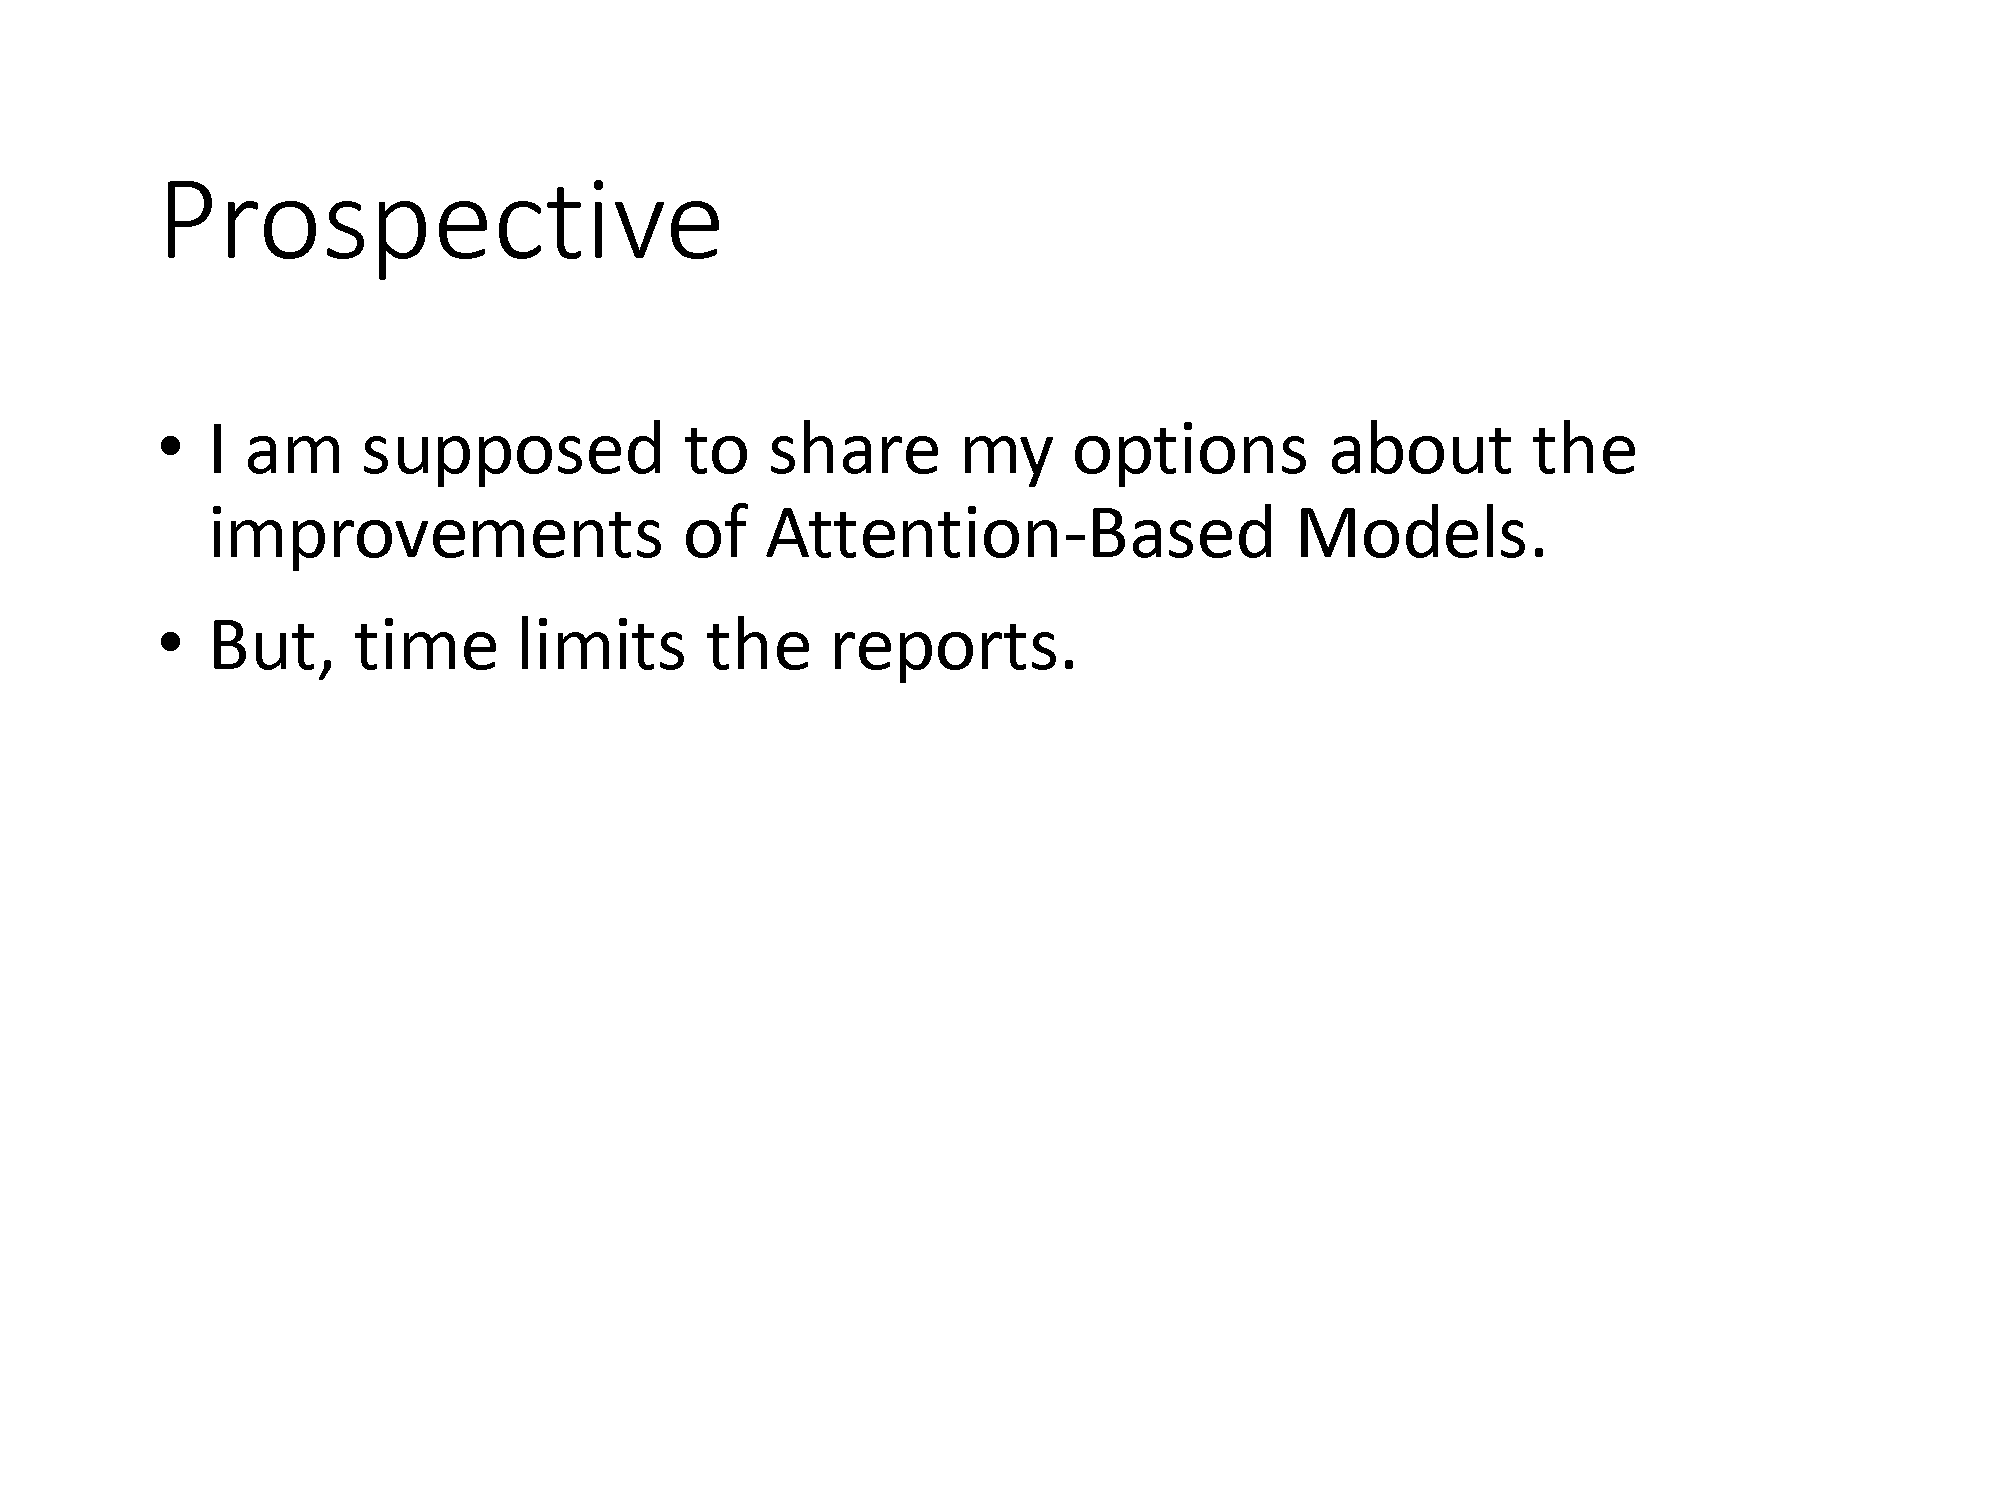 Prospective
• I am supposed to share my options about the
improvements of Attention-Based Models.
• But, time limits the reports.